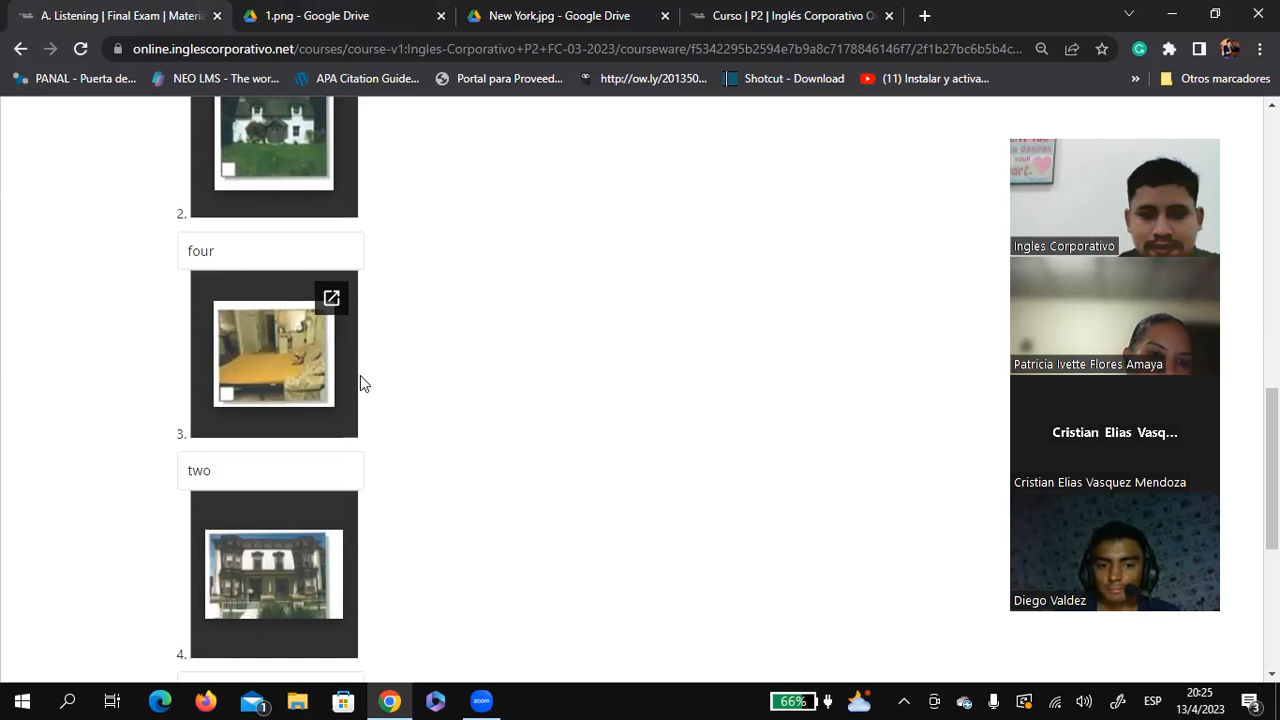 A. Listening | Final Exam | Materia
1.png - Google Drive
New York.jpg - Google Drive
Curso | P2 | Inglés Corporativo O
online.inglescorporativo.net/courses/course-v1:Ingles-Corporativo+P2+FC-03-2023/courseware/f5342295b2594e7b9a8c7178846146f7/2f1b27bc6b5b4c...
PANAL - Puerta de...
NEO LMS - The wor...
APA Citation Guide...
Portal para Proveed...
http://ow.ly/201350...
Shotcut - Download
(11) Instalar y activa...
»
Otros marcadores
2.
four
3.
two
4.
Ingles Corporativo
Patricia Ivette Flores Amaya
Cristian Elias Vasq...
Cristian Elias Vasquez Mendoza
Diego Valdez
1
66%
zoom
ESP
20:25
13/4/2023
3